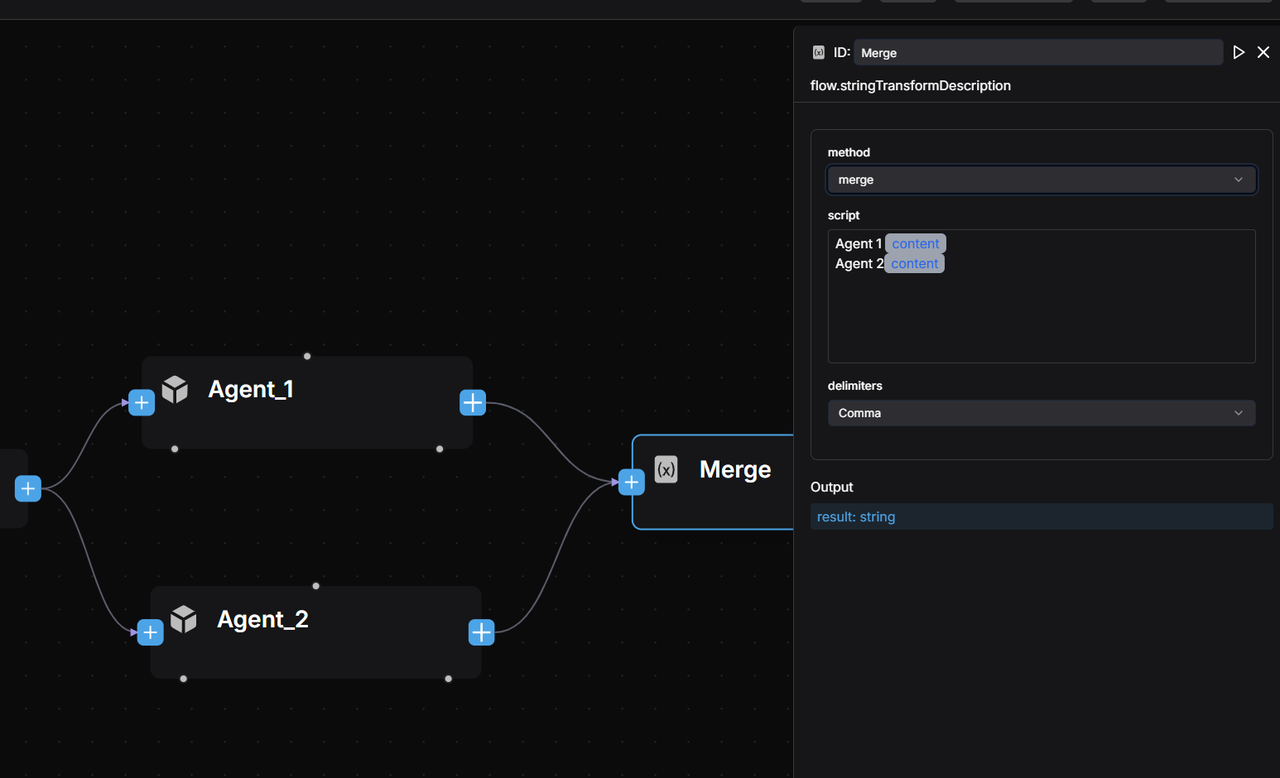 ID: Merge
flow.stringTransformDescription
method
merge
script
Agent 1 content
Agent 2 content
delimiters
Comma
Output
result: string
Agent_1
(x) Merge
Agent_2